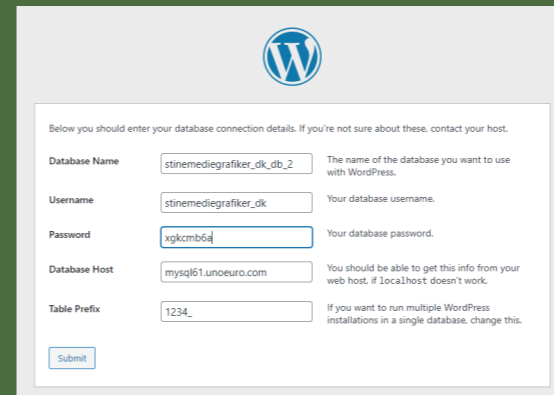 Below you should enter your database connection details. If you're not sure about these, contact your host.
Database Name
stinemediegrafiker_dk_db_2
The name of the database you want to use
with WordPress.
Username
stinemediegrafiker_dk
Your database username.
Password
xgkcmb6a
Your database password.
Database Host
mysql61.unoeuro.com
You should be able to get this info from your
web host, if localhost doesn't work.
Table Prefix
1234_
If you want to run multiple WordPress
installations in a single database, change this.
Submit